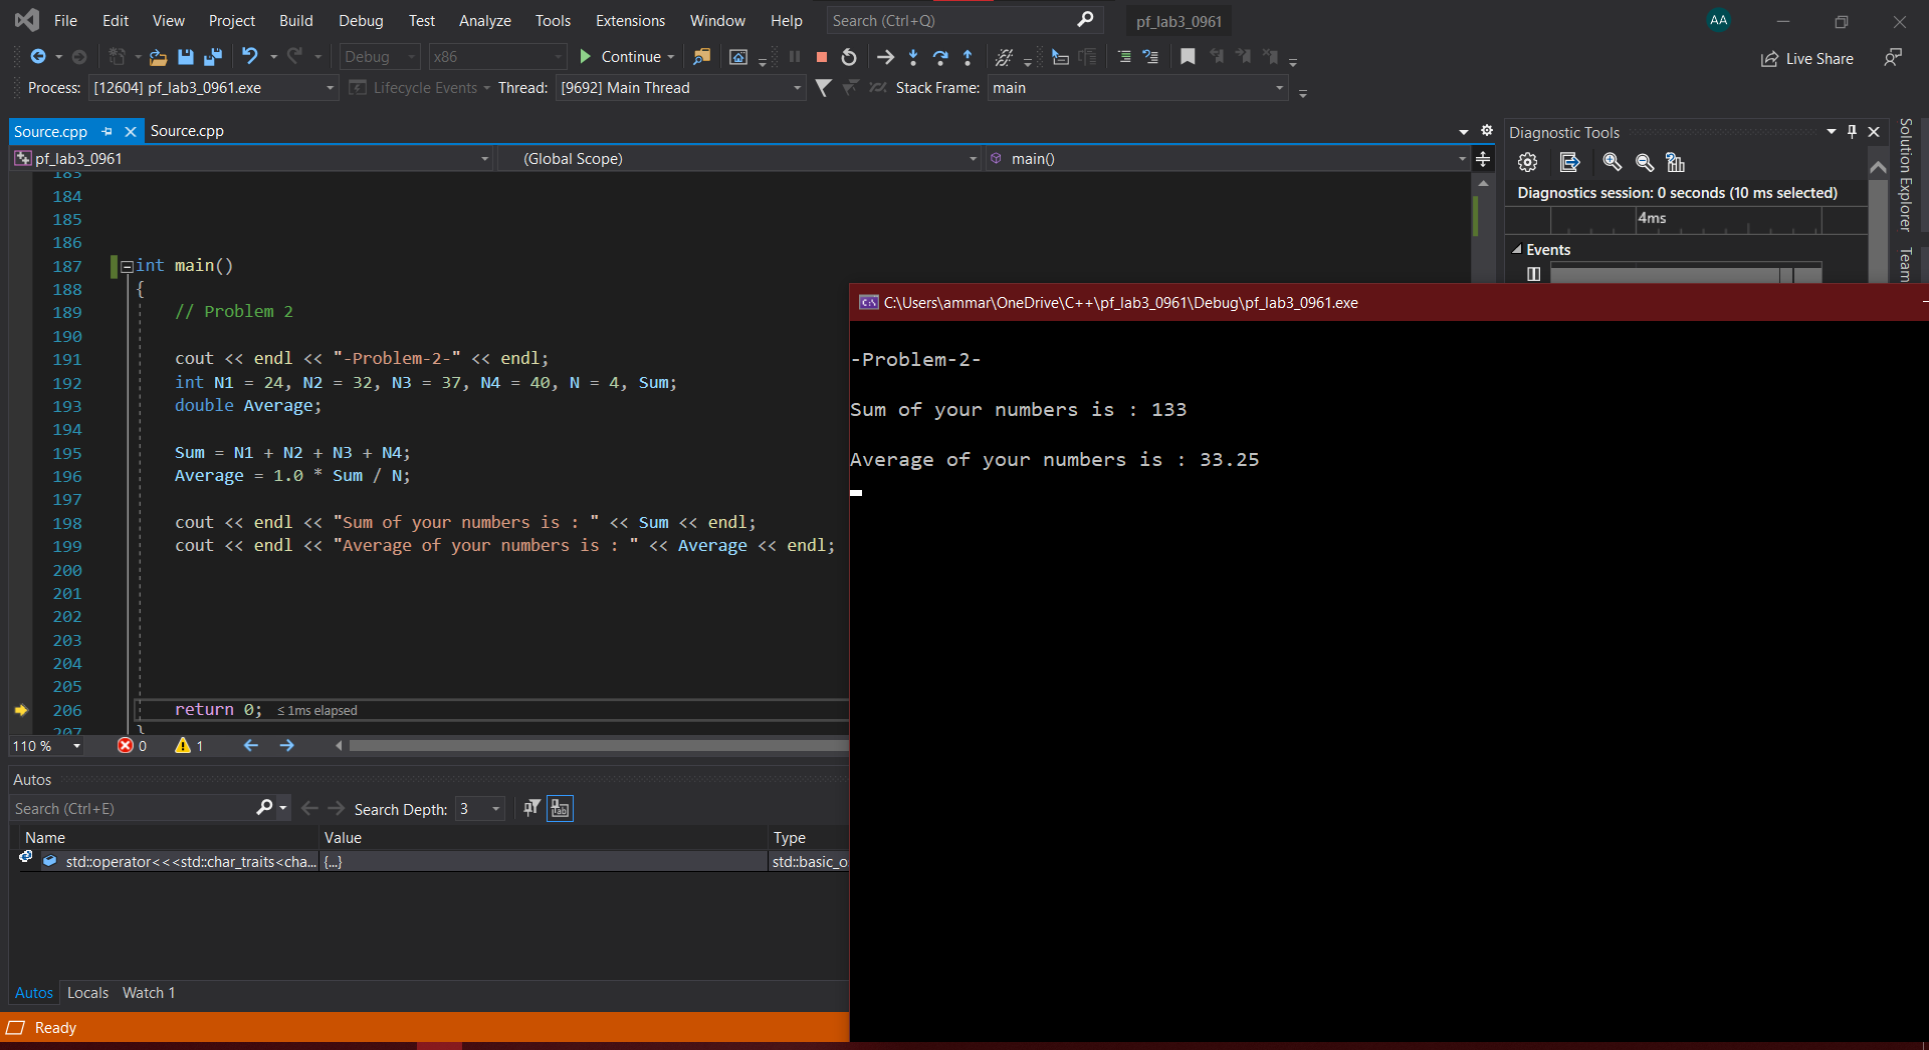 File Edit View Project Build Debug Test Analyze Tools Extensions Window Help Search (Ctrl+Q) pf_lab3_0961 AA
Debug x86 Continue Live Share
Process: [12604] pf_lab3_0961.exe Lifecycle Events Thread: [9692] Main Thread Stack Frame: main
Source.cpp Source.cpp
pf_lab3_0961 (Global Scope) main()
183
184
185
186
187 int main()
188 {
189 // Problem 2
190
191 cout << endl << "-Problem-2-" << endl;
192 int N1 = 24, N2 = 32, N3 = 37, N4 = 40, N = 4, Sum;
193 double Average;
194
195 Sum = N1 + N2 + N3 + N4;
196 Average = 1.0 * Sum / N;
197
198 cout << endl << "Sum of your numbers is : " << Sum << endl;
199 cout << endl << "Average of your numbers is : " << Average << endl;
200
201
202
203
204
205
206 return 0; ≤ 1ms elapsed
207 }
110 % 0 1
Autos
Search (Ctrl+E) Search Depth: 3
Name Value Type
std::operator<<<std::char_traits<cha... {...} std::basic_o
Autos Locals Watch 1
Ready
Diagnostic Tools
Diagnostics session: 0 seconds (10 ms selected)
4ms
Events
Solution Explorer
Team
C:\Users\ammar\OneDrive\C++\pf_lab3_0961\Debug\pf_lab3_0961.exe
-Problem-2-
Sum of your numbers is : 133
Average of your numbers is : 33.25